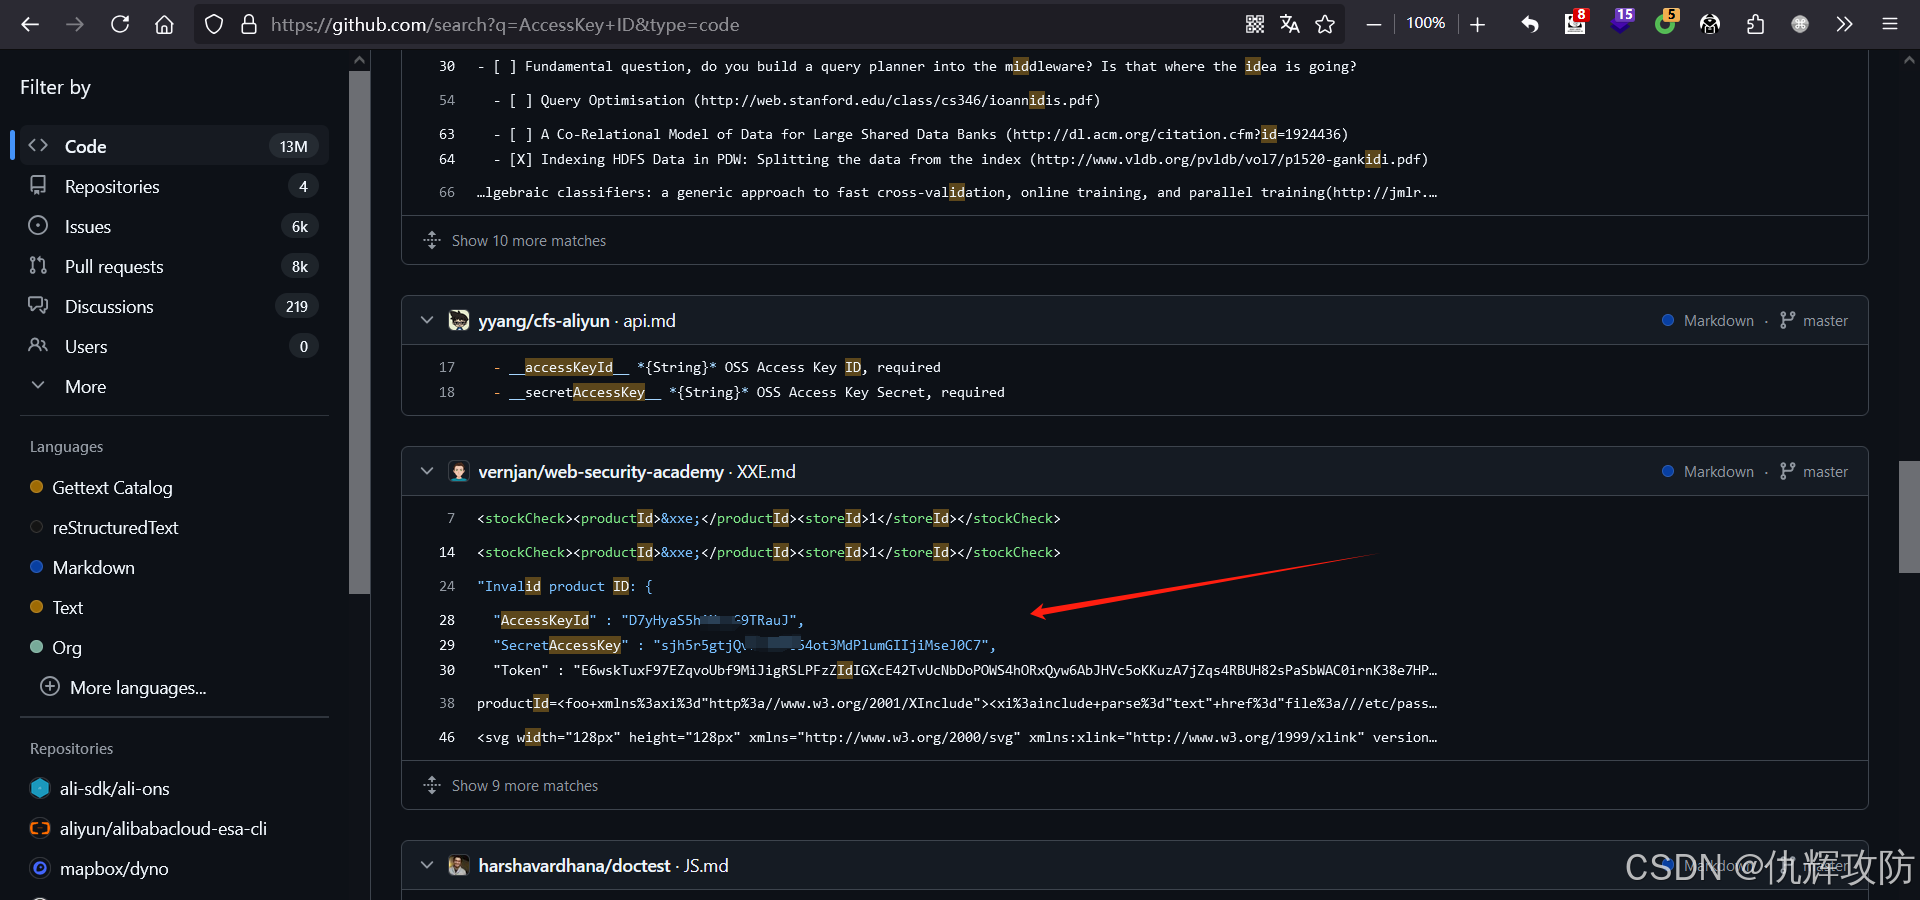 https://github.com/search?q=AccessKey+ID&type=code
100%
8
15
5
Filter by
Code 13M
Repositories 4
Issues 6k
Pull requests 8k
Discussions 219
Users 0
More
Languages
Gettext Catalog
reStructuredText
Markdown
Text
Org
More languages...
Repositories
ali-sdk/ali-ons
aliyun/alibabacloud-esa-cli
mapbox/dyno
30 - [ ] Fundamental question, do you build a query planner into the middleware? Is that where the idea is going?
54 - [ ] Query Optimisation (http://web.stanford.edu/class/cs346/ioannidis.pdf)
63 - [ ] A Co-Relational Model of Data for Large Shared Data Banks (http://dl.acm.org/citation.cfm?id=1924436)
64 - [X] Indexing HDFS Data in PDW: Splitting the data from the index (http://www.vldb.org/pvldb/vol7/p1520-gankidi.pdf)
66 …lgebraic classifiers: a generic approach to fast cross-validation, online training, and parallel training(http://jmlr.…
Show 10 more matches
yyang/cfs-aliyun · api.md Markdown · master
17 - __accessKeyId__ *{String}* OSS Access Key ID, required
18 - __secretAccessKey__ *{String}* OSS Access Key Secret, required
vernjan/web-security-academy · XXE.md Markdown · master
7 <stockCheck><productId>&xxe;</productId><storeId>1</storeId></stockCheck>
14 <stockCheck><productId>&xxe;</productId><storeId>1</storeId></stockCheck>
24 "Invalid product ID: {
28 "AccessKeyId" :
29 "SecretAccessKey" :
30 "Token" : "E6wskTuxF97EZqvoUbf9MiJigRSLPFzZIdIGXcE42TvUcNbDoPOWS4hORxQyw6AbJHVc5oKKuzA7jZqs4RBUH82sPaSbWAC0irnK38e7HP…
38 productId=<foo+xmlns%3axi%3d"http%3a//www.w3.org/2001/XInclude"><xi%3ainclude+parse%3d"text"+href%3d"file%3a///etc/pass…
46 <svg width="128px" height="128px" xmlns="http://www.w3.org/2000/svg" xmlns:xlink="http://www.w3.org/1999/xlink" version…
Show 9 more matches
harshavardhana/doctest · JS.md Markdown · master
CSDN @仇辉攻防